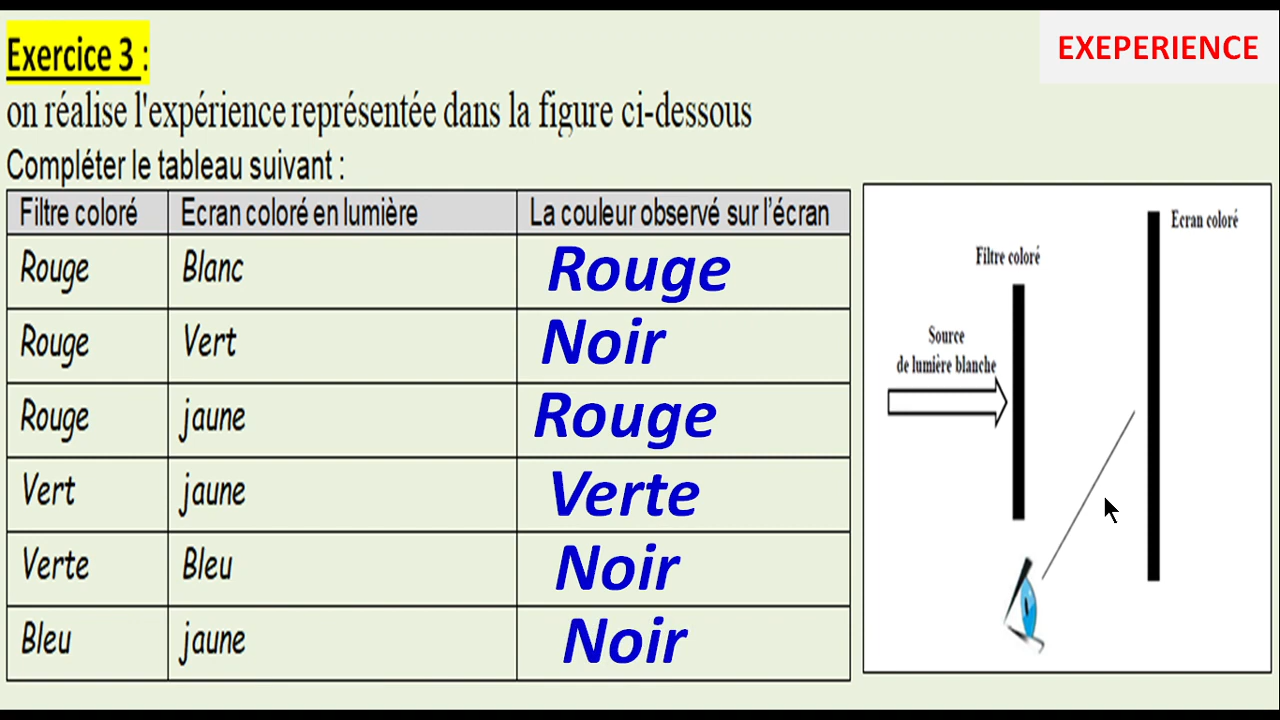 EXEPERIENCE
Exercice 3 :
on réalise l'expérience représentée dans la figure ci-dessous
Compléter le tableau suivant :
Filtre coloré Ecran coloré en lumière La couleur observé sur l'écran
Rouge Blanc Rouge
Rouge Vert Noir
Rouge jaune Rouge
Vert jaune Verte
Verte Bleu Noir
Bleu jaune Noir
Ecran coloré
Filtre coloré
Source
de lumière blanche